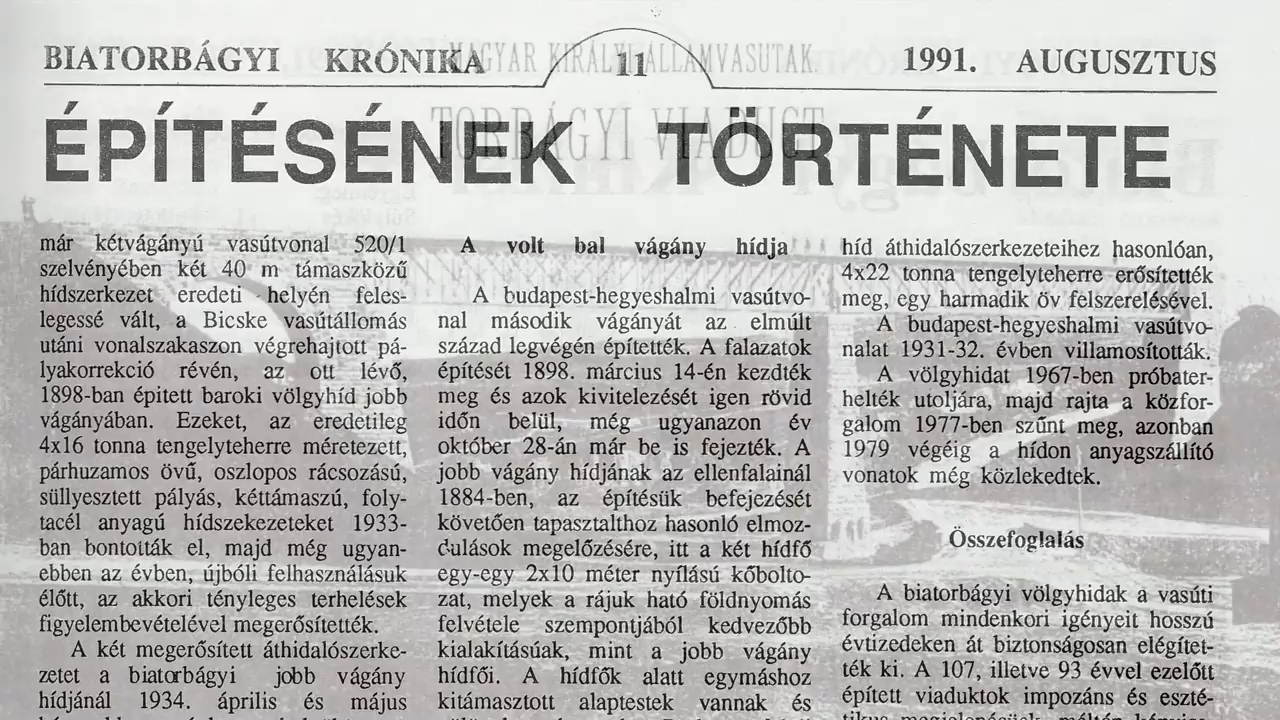 BIATORBÁGYI KRÓNIKA 11 1991. AUGUSZTUS
MAGYAR KIRÁLYI ÁLLAMVASUTAK.
TORBÁGYI VIADUCT
ÉPÍTÉSÉNEK TÖRTÉNETE
már kétvágányú vasútvonal 520/1
szelvényében két 40 m támaszközű
hídszerkezet eredeti helyén feles-
legessé vált, a Bicske vasútállomás
utáni vonalszakaszon végrehajtott pá-
lyakorrekció révén, az ott lévő,
1898-ban épitett baroki völgyhíd jobb
vágányában. Ezeket, az eredetileg
4x16 tonna tengelyteherre méretezett,
párhuzamos övű, oszlopos rácsozású,
süllyesztett pályás, kéttámaszú, foly-
tacél anyagú hídszekezeteket 1933-
ban bontották el, majd még ugyan-
ebben az évben, újbóli felhasználásuk
élőtt, az akkori tényleges terhelések
figyelembevételével megerősítették.
A két megerősített áthidalószerke-
zetet a biatorbágyi jobb vágány
hídjánál 1934. április és május
A volt bal vágány hídja
A budapest-hegyeshalmi vasútvo-
nal második vágányát az elmúlt
század legvégén építették. A falazatok
építését 1898. március 14-én kezdték
meg és azok kivitelezését igen rövid
időn belül, még ugyanazon év
október 28-án már be is fejezték. A
jobb vágány hídjának az ellenfalainál
1884-ben, az építésük befejezését
követően tapasztalthoz hasonló elmoz-
dulások megelőzésére, itt a két hídfő
egy-egy 2x10 méter nyílású kőbolto-
zat, melyek a rájuk ható földnyomás
felvétele szempontjából kedvezőbb
kialakításúak, mint a jobb vágány
hídfői. A hídfők alatt egymáshoz
kitámasztott alaptestek vannak és
híd áthidalószerkezeteihez hasonlóan,
4x22 tonna tengelyteherre erősítették
meg, egy harmadik öv felszerelésével.
A budapest-hegyeshalmi vasútvo-
nalat 1931-32. évben villamosították.
A völgyhidat 1967-ben próbater-
helték utoljára, majd rajta a közfor-
galom 1977-ben szűnt meg, azonban
1979 végéig a hídon anyagszállító
vonatok még közlekedtek.
Összefoglalás
A biatorbágyi völgyhidak a vasúti
forgalom mindenkori igényeit hosszú
évtizedeken át biztonságosan elégítet-
ték ki. A 107, illetve 93 évvel ezelőtt
épített viaduktok impozáns és eszté-